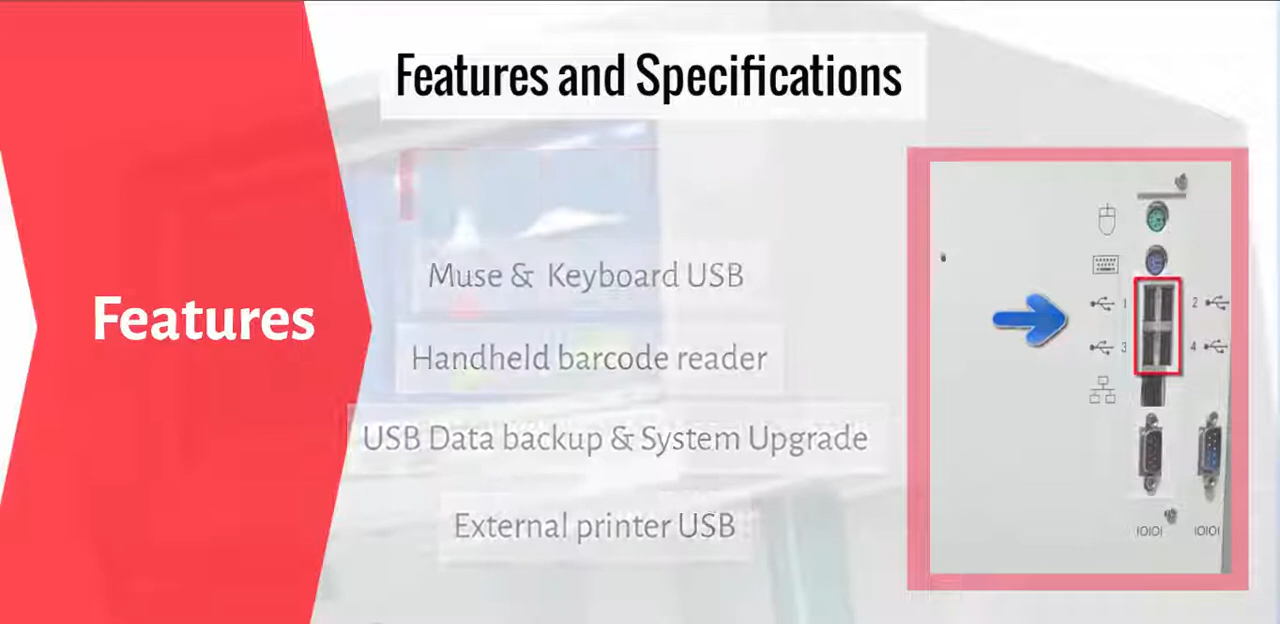 Features and Specifications
Features
Muse & Keyboard USB
Handheld barcode reader
USB Data backup & System Upgrade
External printer USB
1
2
3
4
IOIOI
IOIOI